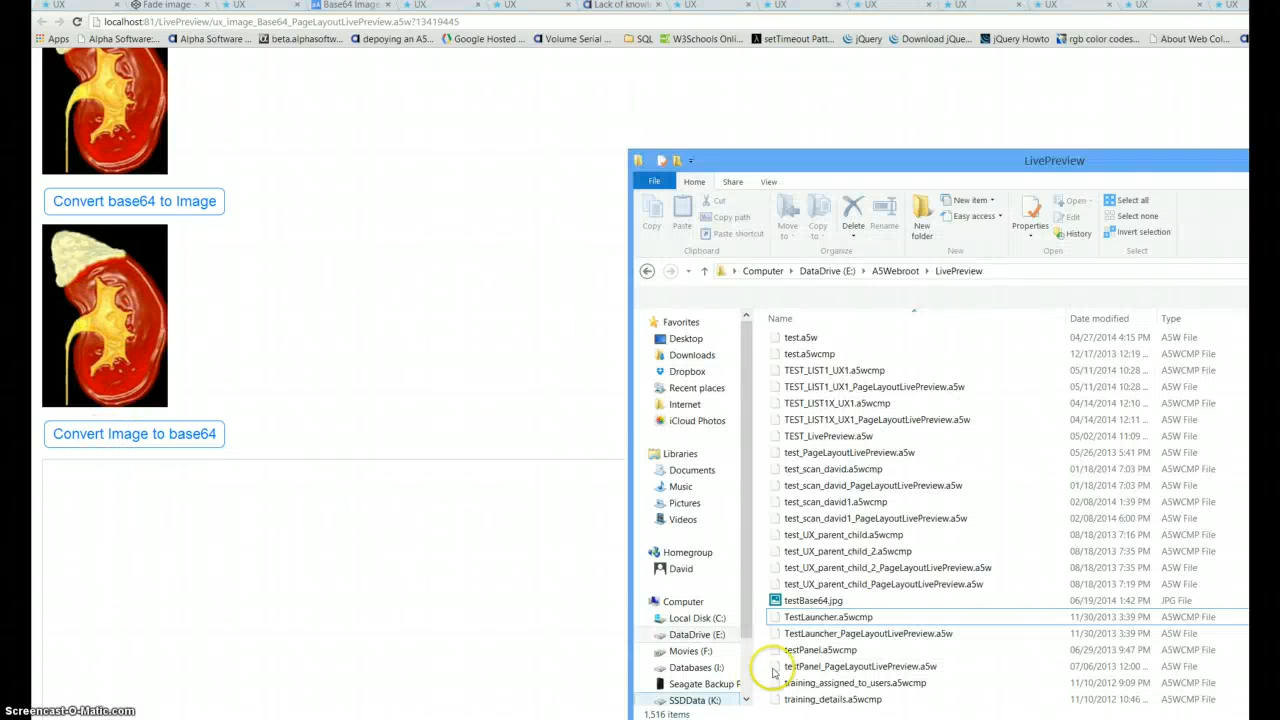 UX
Fade image -
UX
Base64 Imag
UX
UX
Lack of knowle
UX
UX
UX
UX
UX
UX
localhost:81/LivePreview/ux_image_Base64_PageLayoutLivePreview.a5w?13419445
Apps
Alpha Software:...
Alpha Software ...
beta.alphasoftw...
depoying an A5...
Google Hosted ...
Volume Serial ...
SQL
W3Schools Onli...
setTimeout Patt...
jQuery
Download jQue...
jQuery Howto
rgb color codes...
About Web Col...
Convert base64 to Image
Convert Image to base64
LivePreview
File
Home
Share
View
Copy
Paste
Cut
Copy path
Paste shortcut
Clipboard
Move to
Copy to
Delete
Rename
Organize
New folder
New item
Easy access
New
Properties
Open
Edit
History
Open
Select all
Select none
Invert selection
Select
Computer
DataDrive (E:)
A5Webroot
LivePreview
Favorites
Desktop
Downloads
Dropbox
Recent places
Internet
iCloud Photos
Libraries
Documents
Music
Pictures
Videos
Homegroup
David
Computer
Local Disk (C:)
DataDrive (E:)
Movies (F:)
Databases (I:)
Seagate Backup P
SSDData (K:)
Name Date modified Type
test.a5w 04/27/2014 4:15 PM A5W File
test.a5wcmp 12/17/2013 12:19 ... A5WCMP File
TEST_LIST1_UX1.a5wcmp 05/11/2014 10:28 ... A5WCMP File
TEST_LIST1_UX1_PageLayoutLivePreview.a5w 05/11/2014 10:28 ... A5W File
TEST_LIST1X_UX1.a5wcmp 04/14/2014 12:10 ... A5WCMP File
TEST_LIST1X_UX1_PageLayoutLivePreview.a5w 04/14/2014 12:11 ... A5W File
TEST_LivePreview.a5w 05/02/2014 11:09 ... A5W File
test_PageLayoutLivePreview.a5w 05/26/2013 5:41 PM A5W File
test_scan_david.a5wcmp 01/18/2014 7:03 PM A5WCMP File
test_scan_david_PageLayoutLivePreview.a5w 01/18/2014 7:03 PM A5W File
test_scan_david1.a5wcmp 02/08/2014 1:39 PM A5WCMP File
test_scan_david1_PageLayoutLivePreview.a5w 02/08/2014 6:00 PM A5W File
test_UX_parent_child.a5wcmp 08/18/2013 7:16 PM A5WCMP File
test_UX_parent_child_2.a5wcmp 08/18/2013 7:35 PM A5WCMP File
test_UX_parent_child_2_PageLayoutLivePreview.a5w 08/18/2013 7:35 PM A5W File
test_UX_parent_child_PageLayoutLivePreview.a5w 08/18/2013 7:19 PM A5W File
testBase64.jpg 06/19/2014 1:42 PM JPG File
TestLauncher.a5wcmp 11/30/2013 3:39 PM A5WCMP File
TestLauncher_PageLayoutLivePreview.a5w 11/30/2013 3:39 PM A5W File
testPanel.a5wcmp 06/29/2013 9:47 PM A5WCMP File
testPanel_PageLayoutLivePreview.a5w 07/06/2013 12:00 ... A5W File
training_assigned_to_users.a5wcmp 11/10/2012 9:09 PM A5WCMP File
training_details.a5wcmp 11/10/2012 10:46 ... A5WCMP File
1,516 items
Screencast-O-Matic.com